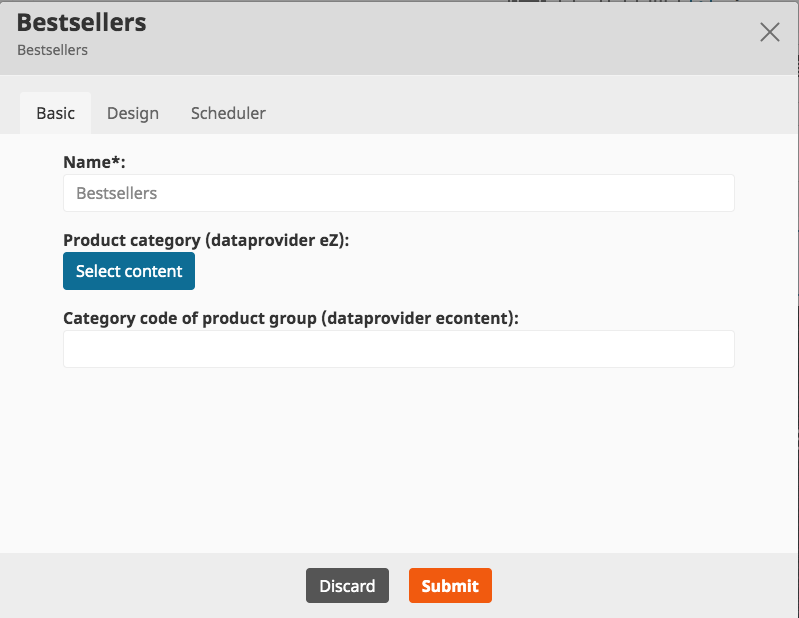 Bestsellers
Bestsellers
Basic Design Scheduler
Name*:
Bestsellers
Product category (dataprovider eZ):
Select content
Category code of product group (dataprovider econtent):
Discard Submit